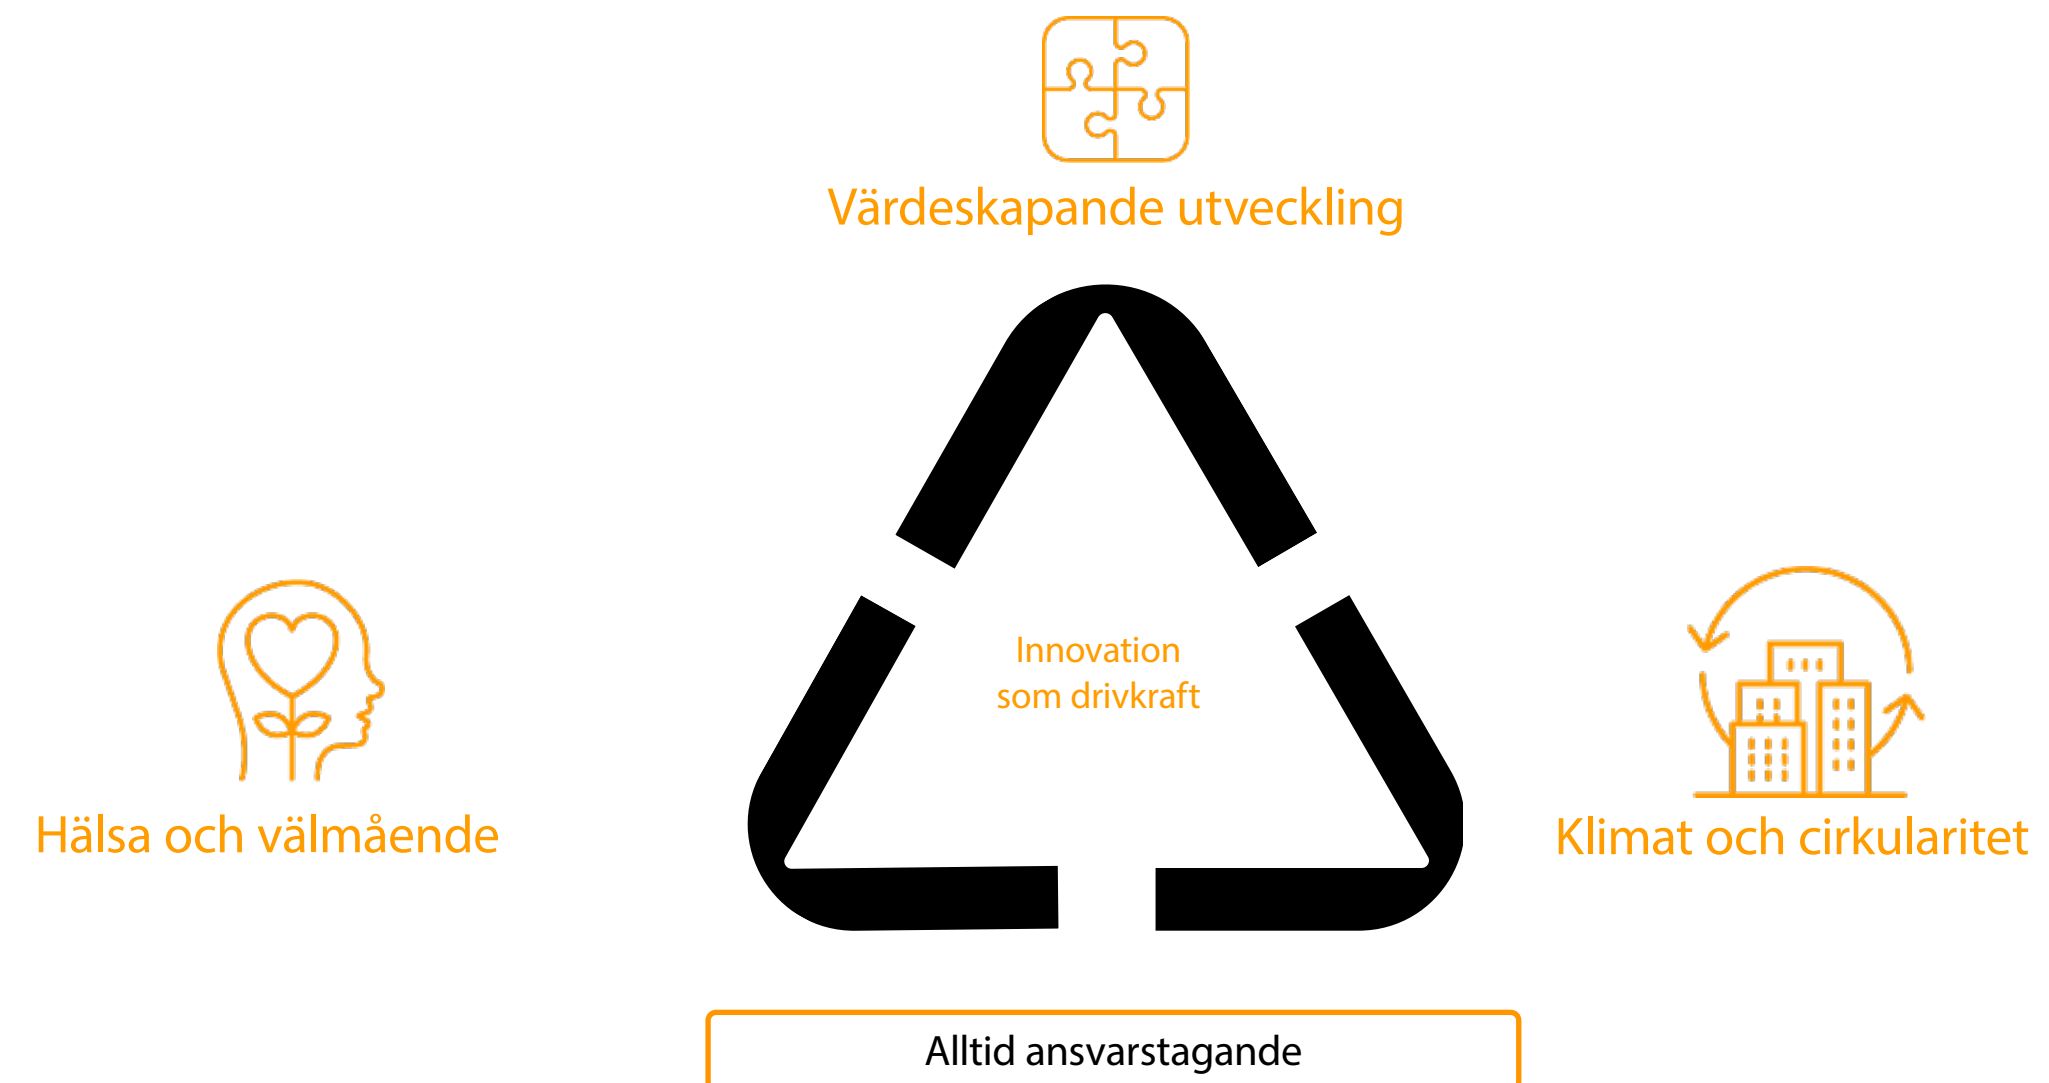 Värdeskapande utveckling
Innovation
som drivkraft
Hälsa och välmående
Klimat och cirkularitet
Alltid ansvarstagande